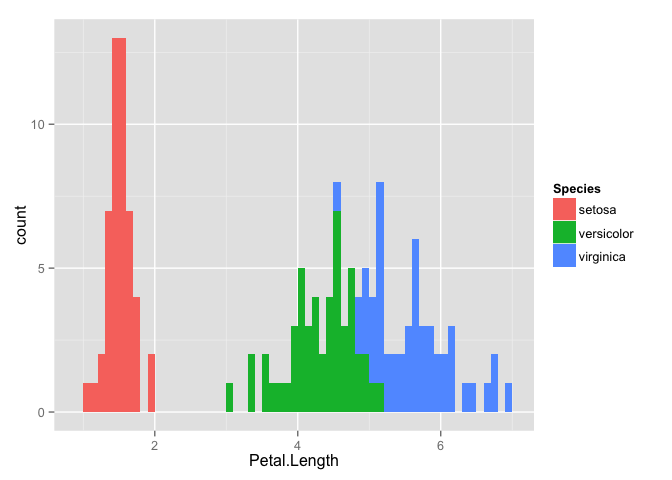 10
5
0
count
2
4
6
Petal.Length
Species
setosa
versicolor
virginica